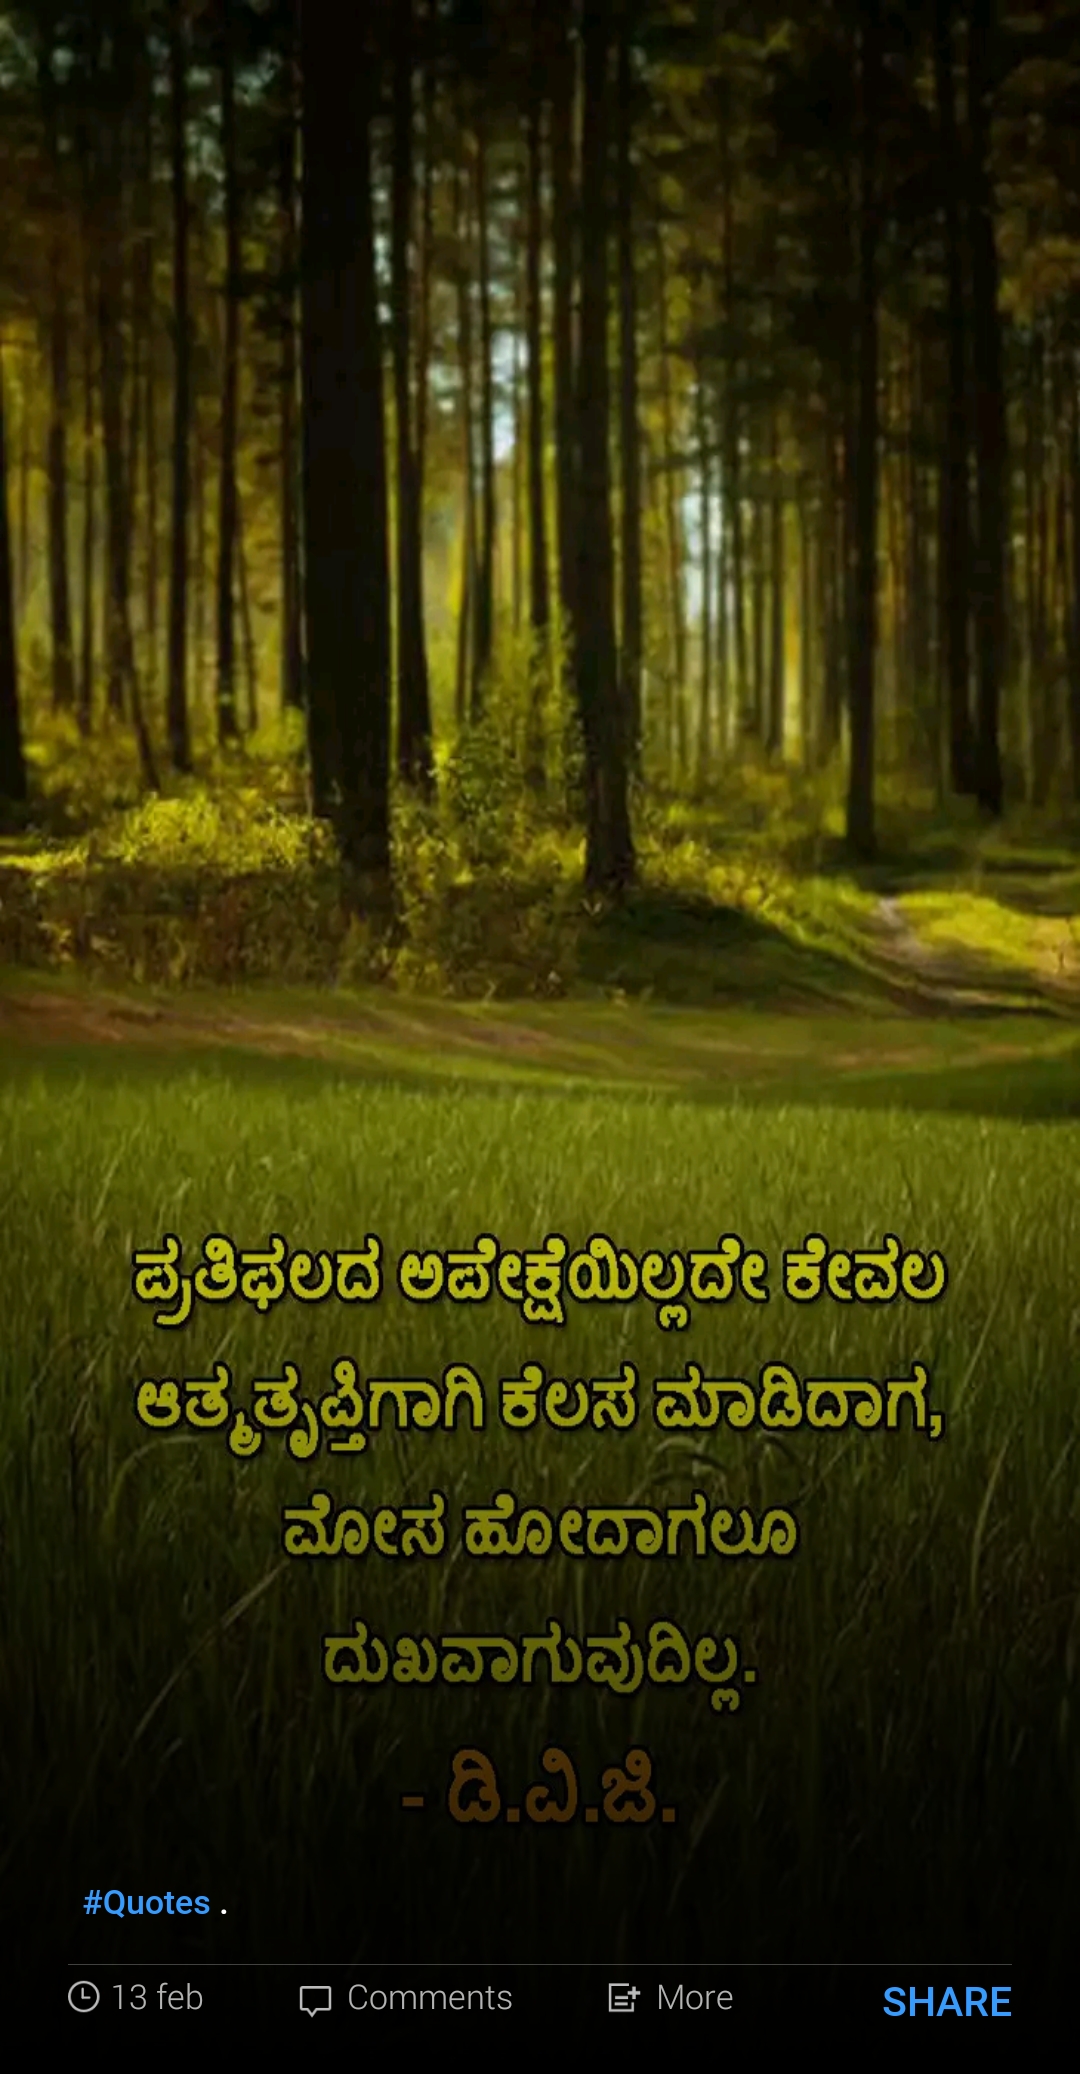 ಪ್ರತಿಫಲದ ಅಪೇಕ್ಷೆಯಿಲ್ಲದೇ ಕೇವಲ
ಆತ್ಮತೃಪ್ತಿಗಾಗಿ ಕೆಲಸ ಮಾಡಿದಾಗ,
ಮೋಸ ಹೋದಾಗಲೂ
ದುಖವಾಗುವುದಿಲ್ಲ.
- ಡಿ.ವಿ.ಜಿ.
#Quotes .
13 feb Comments More SHARE